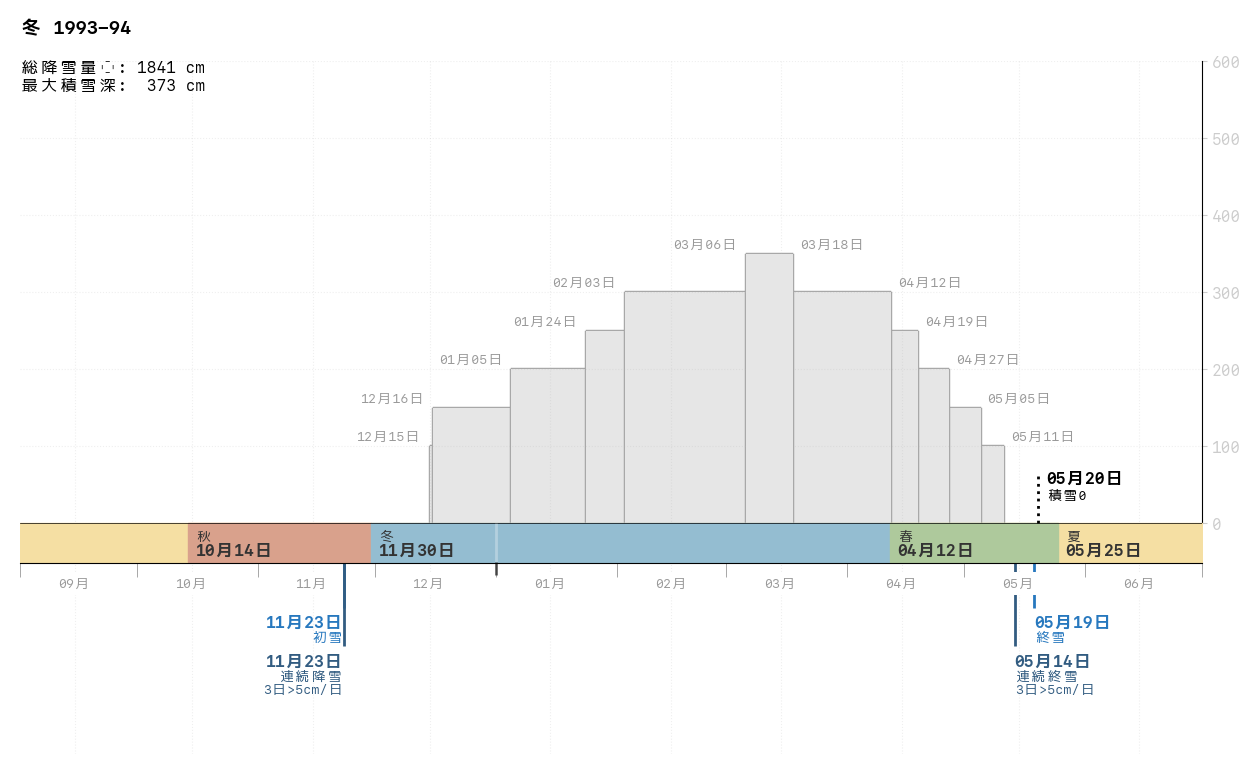 冬 1993–94
総降雪量◌: 1841 cm
最大積雪深: 373 cm
600
500
400
03月06日 03月18日
02月03日 04月12日
300
01月24日 04月19日
01月05日 04月27日
200
12月16日 05月05日
12月15日 05月11日
100
05月20日
積雪0
0
秋 冬 春 夏
10月14日 11月30日 04月12日 05月25日
09月 10月 11月 12月 01月 02月 03月 04月 05月 06月
11月23日 05月19日
初雪 終雪
11月23日 05月14日
連続降雪 連続終雪
3日>5cm/日 3日>5cm/日